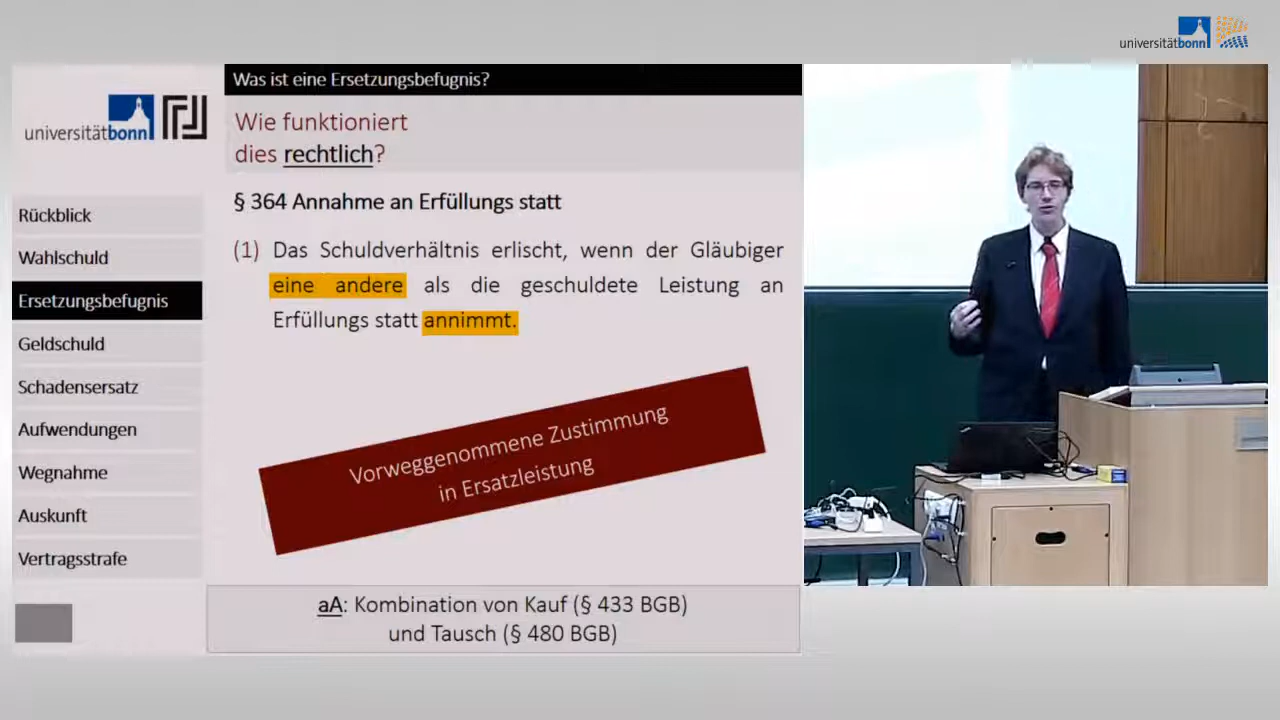 universitätbonn
Was ist eine Ersetzungsbefugnis?
universitätbonn
Wie funktioniert
dies rechtlich?
§ 364 Annahme an Erfüllungs statt
(1) Das Schuldverhältnis erlischt, wenn der Gläubiger
eine andere als die geschuldete Leistung an
Erfüllungs statt annimmt.
Rückblick
Wahlschuld
Ersetzungsbefugnis
Geldschuld
Schadensersatz
Aufwendungen
Wegnahme
Auskunft
Vertragsstrafe
Vorweggenommene Zustimmung
in Ersatzleistung
aA: Kombination von Kauf (§ 433 BGB)
und Tausch (§ 480 BGB)